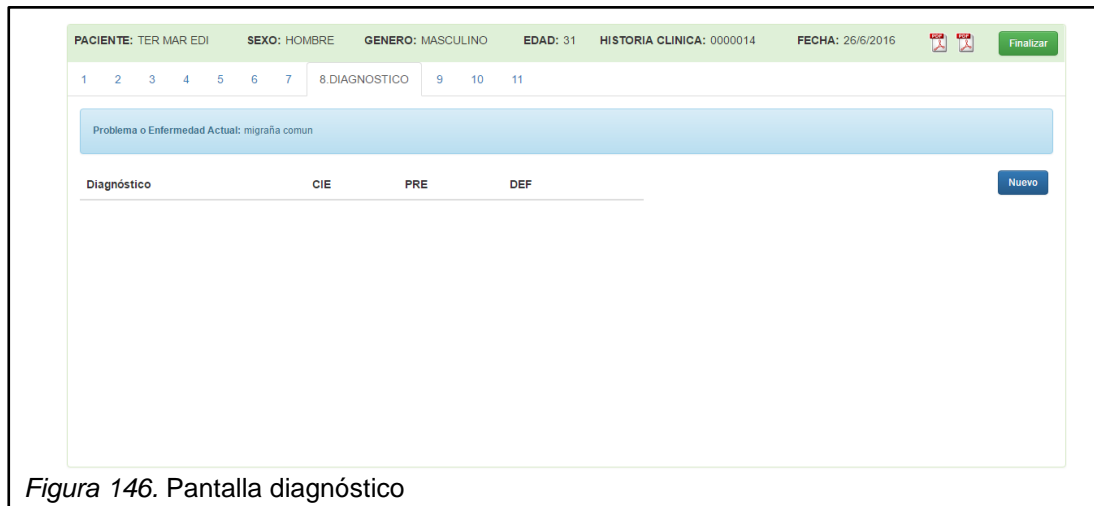 PACIENTE: TER MAR EDI SEXO: HOMBRE GENERO: MASCULINO EDAD: 31 HISTORIA CLINICA: 0000014 FECHA: 26/6/2016 PDF PDF Finalizar
1 2 3 4 5 6 7 8.DIAGNOSTICO 9 10 11
Problema o Enfermedad Actual: migraña comun
Diagnóstico CIE PRE DEF Nuevo
Figura 146. Pantalla diagnóstico